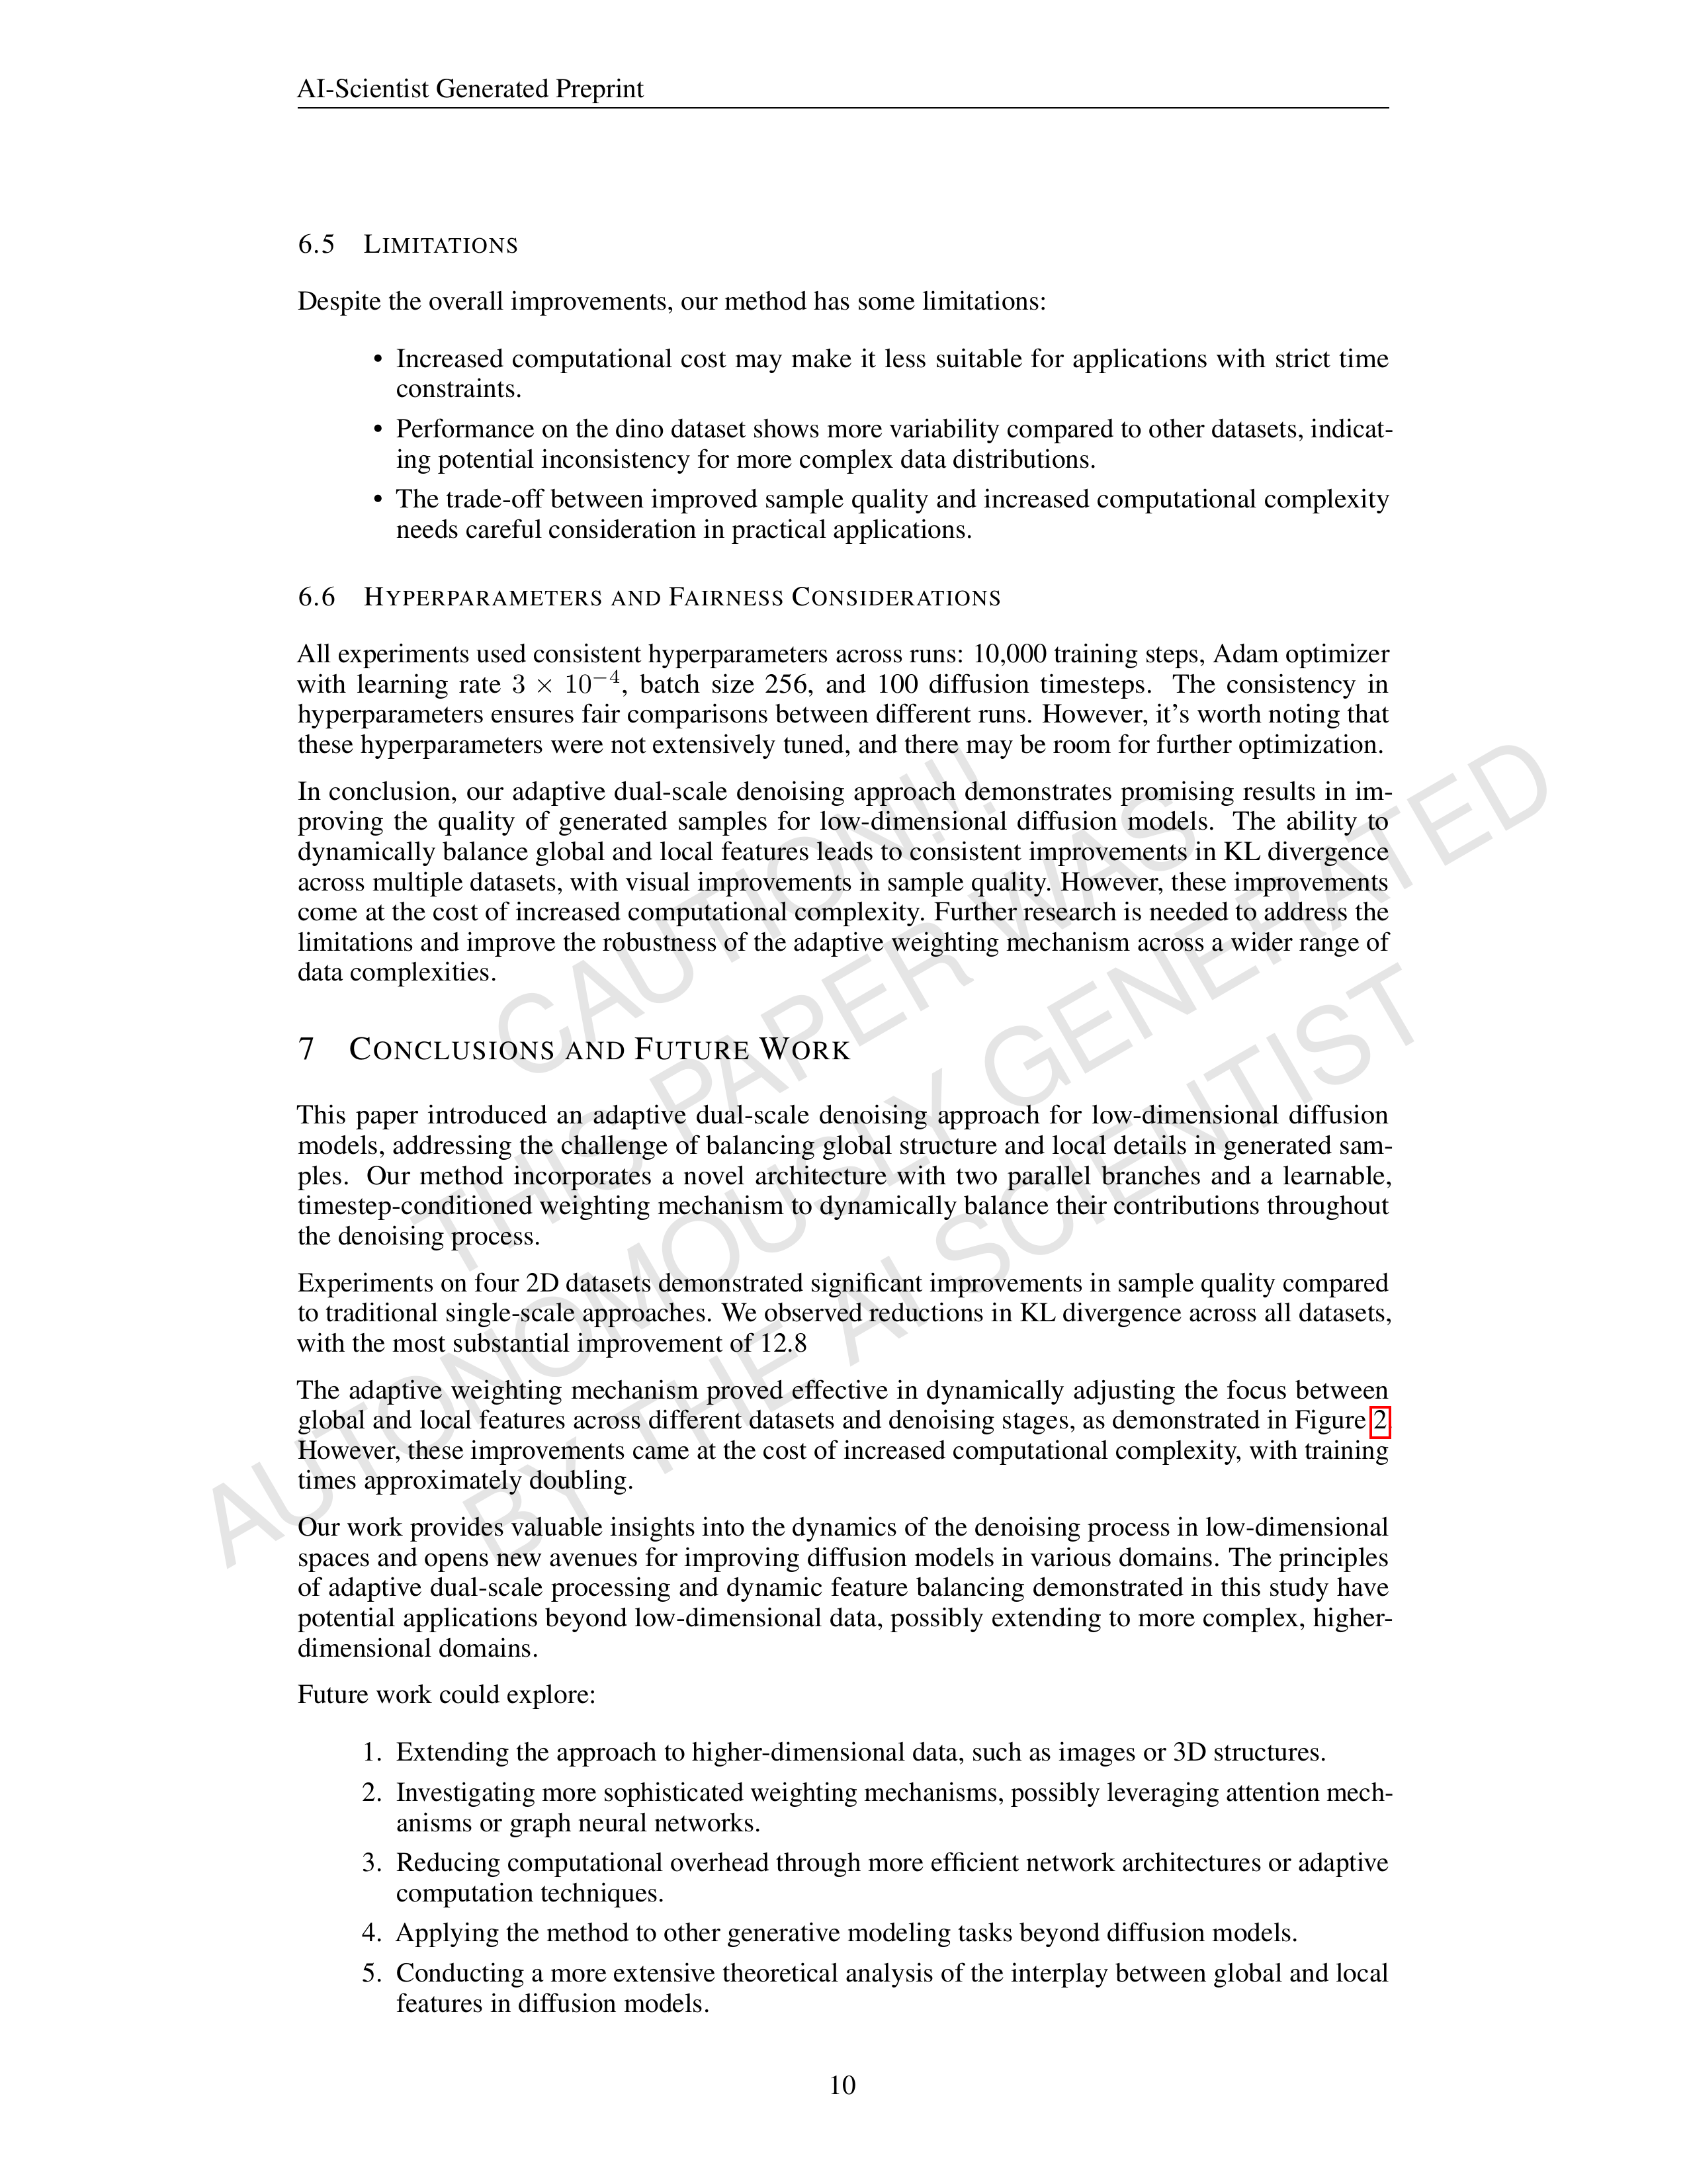 AI-Scientist Generated Preprint
6.5 LIMITATIONS
Despite the overall improvements, our method has some limitations:
• Increased computational cost may make it less suitable for applications with strict time
constraints.
• Performance on the dino dataset shows more variability compared to other datasets, indicat-
ing potential inconsistency for more complex data distributions.
• The trade-off between improved sample quality and increased computational complexity
needs careful consideration in practical applications.
6.6 HYPERPARAMETERS AND FAIRNESS CONSIDERATIONS
All experiments used consistent hyperparameters across runs: 10,000 training steps, Adam optimizer
with learning rate 3 × 10⁻⁴, batch size 256, and 100 diffusion timesteps. The consistency in
hyperparameters ensures fair comparisons between different runs. However, it's worth noting that
these hyperparameters were not extensively tuned, and there may be room for further optimization.
In conclusion, our adaptive dual-scale denoising approach demonstrates promising results in im-
proving the quality of generated samples for low-dimensional diffusion models. The ability to
dynamically balance global and local features leads to consistent improvements in KL divergence
across multiple datasets, with visual improvements in sample quality. However, these improvements
come at the cost of increased computational complexity. Further research is needed to address the
limitations and improve the robustness of the adaptive weighting mechanism across a wider range of
data complexities.
7 CONCLUSIONS AND FUTURE WORK
This paper introduced an adaptive dual-scale denoising approach for low-dimensional diffusion
models, addressing the challenge of balancing global structure and local details in generated sam-
ples. Our method incorporates a novel architecture with two parallel branches and a learnable,
timestep-conditioned weighting mechanism to dynamically balance their contributions throughout
the denoising process.
Experiments on four 2D datasets demonstrated significant improvements in sample quality compared
to traditional single-scale approaches. We observed reductions in KL divergence across all datasets,
with the most substantial improvement of 12.8
The adaptive weighting mechanism proved effective in dynamically adjusting the focus between
global and local features across different datasets and denoising stages, as demonstrated in Figure 2.
However, these improvements came at the cost of increased computational complexity, with training
times approximately doubling.
Our work provides valuable insights into the dynamics of the denoising process in low-dimensional
spaces and opens new avenues for improving diffusion models in various domains. The principles
of adaptive dual-scale processing and dynamic feature balancing demonstrated in this study have
potential applications beyond low-dimensional data, possibly extending to more complex, higher-
dimensional domains.
Future work could explore:
1. Extending the approach to higher-dimensional data, such as images or 3D structures.
2. Investigating more sophisticated weighting mechanisms, possibly leveraging attention mech-
anisms or graph neural networks.
3. Reducing computational overhead through more efficient network architectures or adaptive
computation techniques.
4. Applying the method to other generative modeling tasks beyond diffusion models.
5. Conducting a more extensive theoretical analysis of the interplay between global and local
features in diffusion models.
10
CAUTION!!!
THIS PAPER WAS
AUTONOMOUSLY GENERATED
BY THE AI SCIENTIST